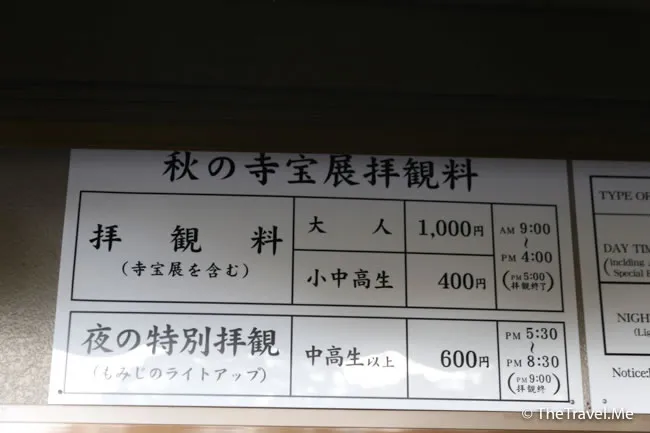 秋の寺宝展拝観料
拝観料
(寺宝展を含む)
大人
1,000円
小中高生
400円
AM 9:00
~
PM 4:00
(PM 5:00
拝観終了)
夜の特別拝観
(もみじのライトアップ)
中高生以上
600円
PM 5:30
~
PM 8:30
(PM 9:00
拝観終)
TYPE OF
DAY TI
Special
NIGH
(Li
Notice:
© TheTravel.Me